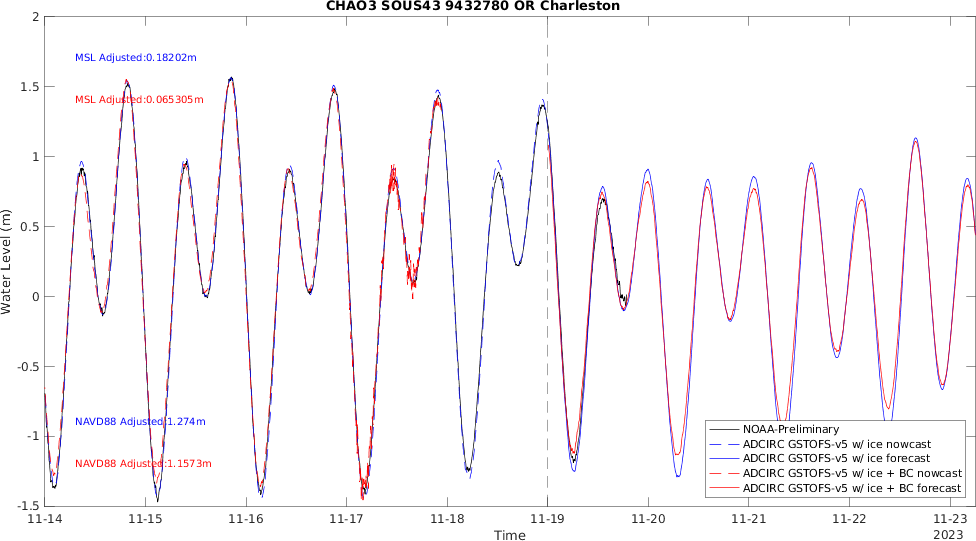 CHAO3 SOUS43 9432780 OR Charleston
2
1.5
1
0.5
0
-0.5
-1
-1.5
Water Level (m)
MSL Adjusted:0.18202m
MSL Adjusted:0.065305m
NAVD88 Adjusted:1.274m
NAVD88 Adjusted:1.1573m
NOAA-Preliminary
ADCIRC GSTOFS-v5 w/ ice nowcast
ADCIRC GSTOFS-v5 w/ ice forecast
ADCIRC GSTOFS-v5 w/ ice + BC nowcast
ADCIRC GSTOFS-v5 w/ ice + BC forecast
11-14 11-15 11-16 11-17 11-18 11-19 11-20 11-21 11-22 11-23
Time
2023